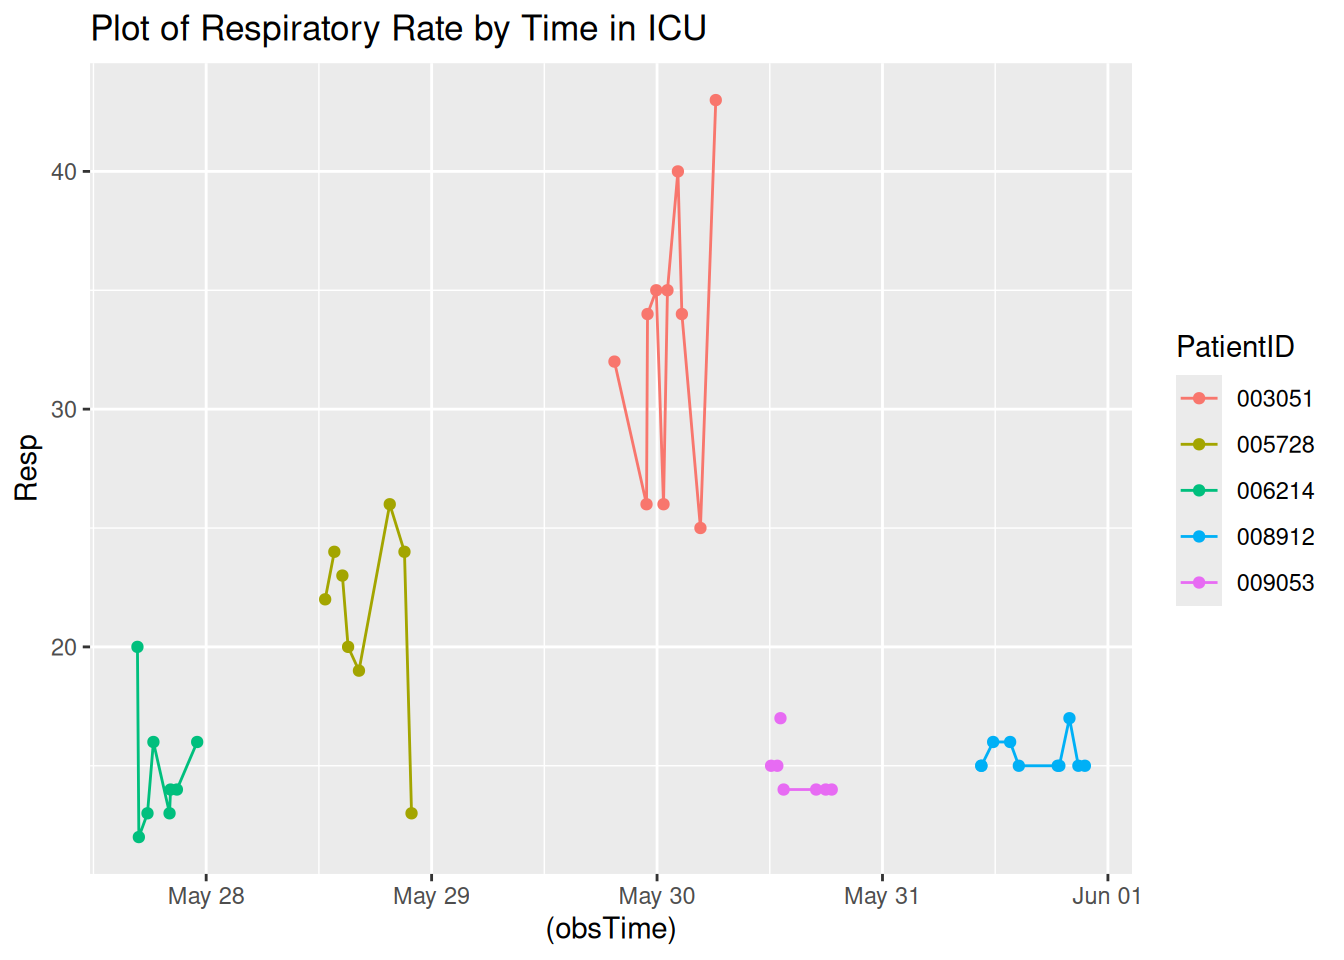 Plot of Respiratory Rate by Time in ICU
40
30
20
Resp
May 28
May 29
May 30
May 31
Jun 01
(obsTime)
PatientID
003051
005728
006214
008912
009053